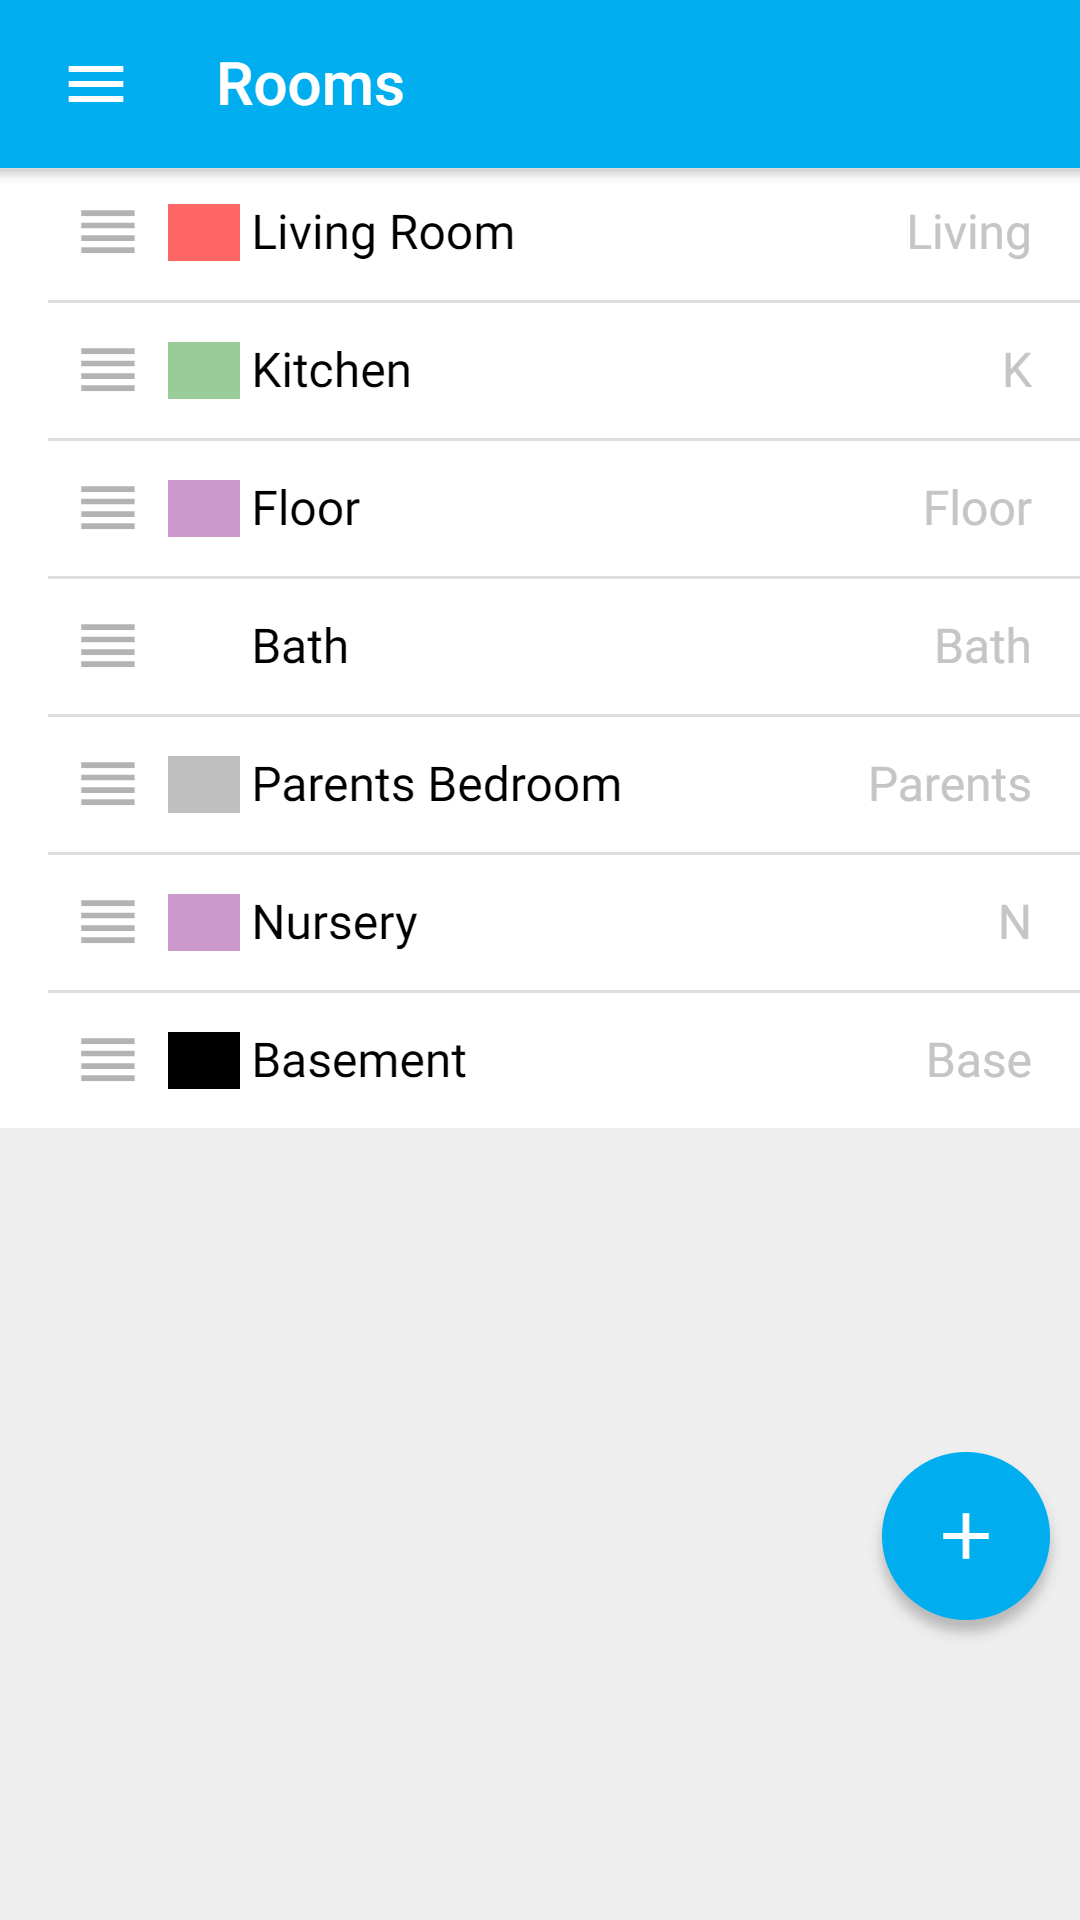 Rooms
Living Room Living
Kitchen K
Floor Floor
Bath Bath
Parents Bedroom Parents
Nursery N
Basement Base